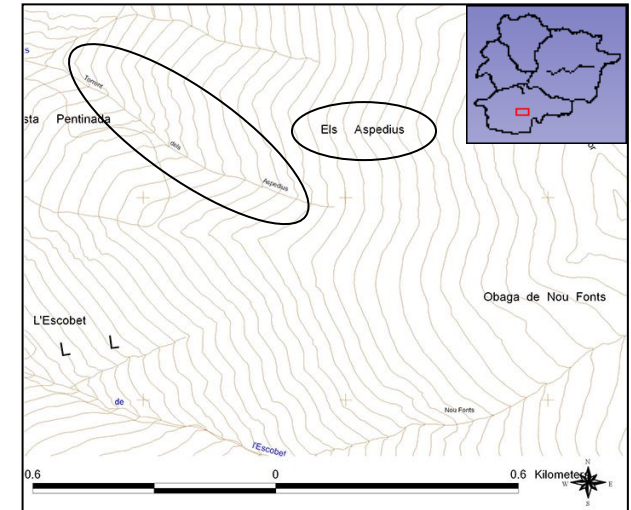 s
Torrent
sta Pentinada
dels
Els Aspedius
Aspedius
Obaga de Nou Fonts
L'Escobet
de
Nou Fonts
l'Escobet
N
0.6 0 0.6 Kilometers
W E
S